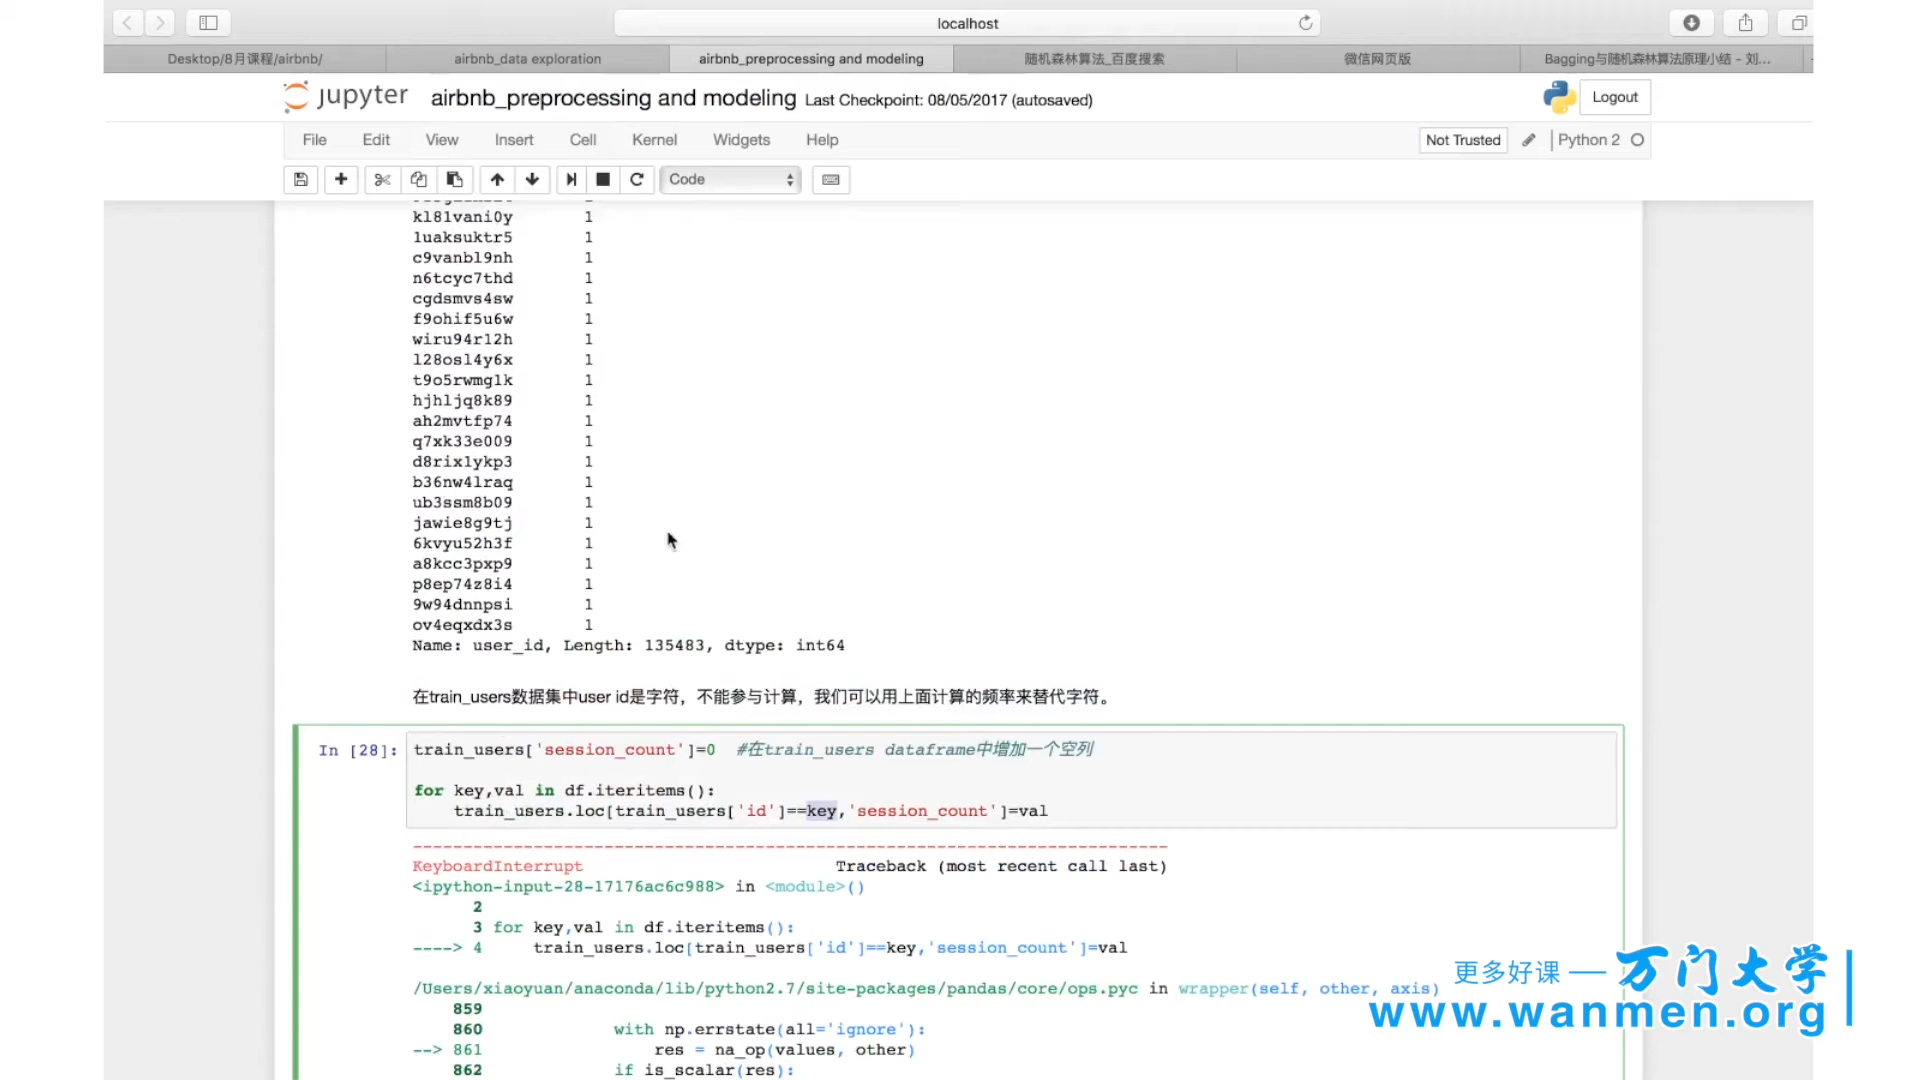 localhost
Desktop/8月课程/airbnb/
airbnb_data exploration
airbnb_preprocessing and modeling
随机森林算法_百度搜索
微信网页版
Bagging与随机森林算法原理小结 - 刘...
jupyter
airbnb_preprocessing and modeling Last Checkpoint: 08/05/2017 (autosaved)
Logout
File Edit View Insert Cell Kernel Widgets Help
Not Trusted
Python 2
Code
kl81vani0y 1
luaksuktr5 1
c9vanbl9nh 1
n6tcyc7thd 1
cgdsmvs4sw 1
f9ohif5u6w 1
wiru94r12h 1
l28osl4y6x 1
t9o5rwmg1k 1
hjhljq8k89 1
ah2mvtfp74 1
q7xk33e009 1
d8rix1ykp3 1
b36nw4lraq 1
ub3ssm8b09 1
jawie8g9tj 1
6kvyu52h3f 1
a8kcc3pxp9 1
p8ep74z8i4 1
9w94dnnpsi 1
ov4eqxdx3s 1
Name: user_id, Length: 135483, dtype: int64
在train_users数据集中user id是字符，不能参与计算，我们可以用上面计算的频率来替代字符。
In [28]: train_users['session_count']=0 #在train_users dataframe中增加一个空列
for key,val in df.iteritems():
train_users.loc[train_users['id']==key,'session_count']=val
---------------------------------------------------------------------------
KeyboardInterrupt Traceback (most recent call last)
<ipython-input-28-17176ac6c988> in <module>()
2
3 for key,val in df.iteritems():
----> 4 train_users.loc[train_users['id']==key,'session_count']=val
/Users/xiaoyuan/anaconda/lib/python2.7/site-packages/pandas/core/ops.pyc in wrapper(self, other, axis)
859
860 with np.errstate(all='ignore'):
--> 861 res = na_op(values, other)
862 if is_scalar(res):
更多好课 — 万门大学
www.wanmen.org